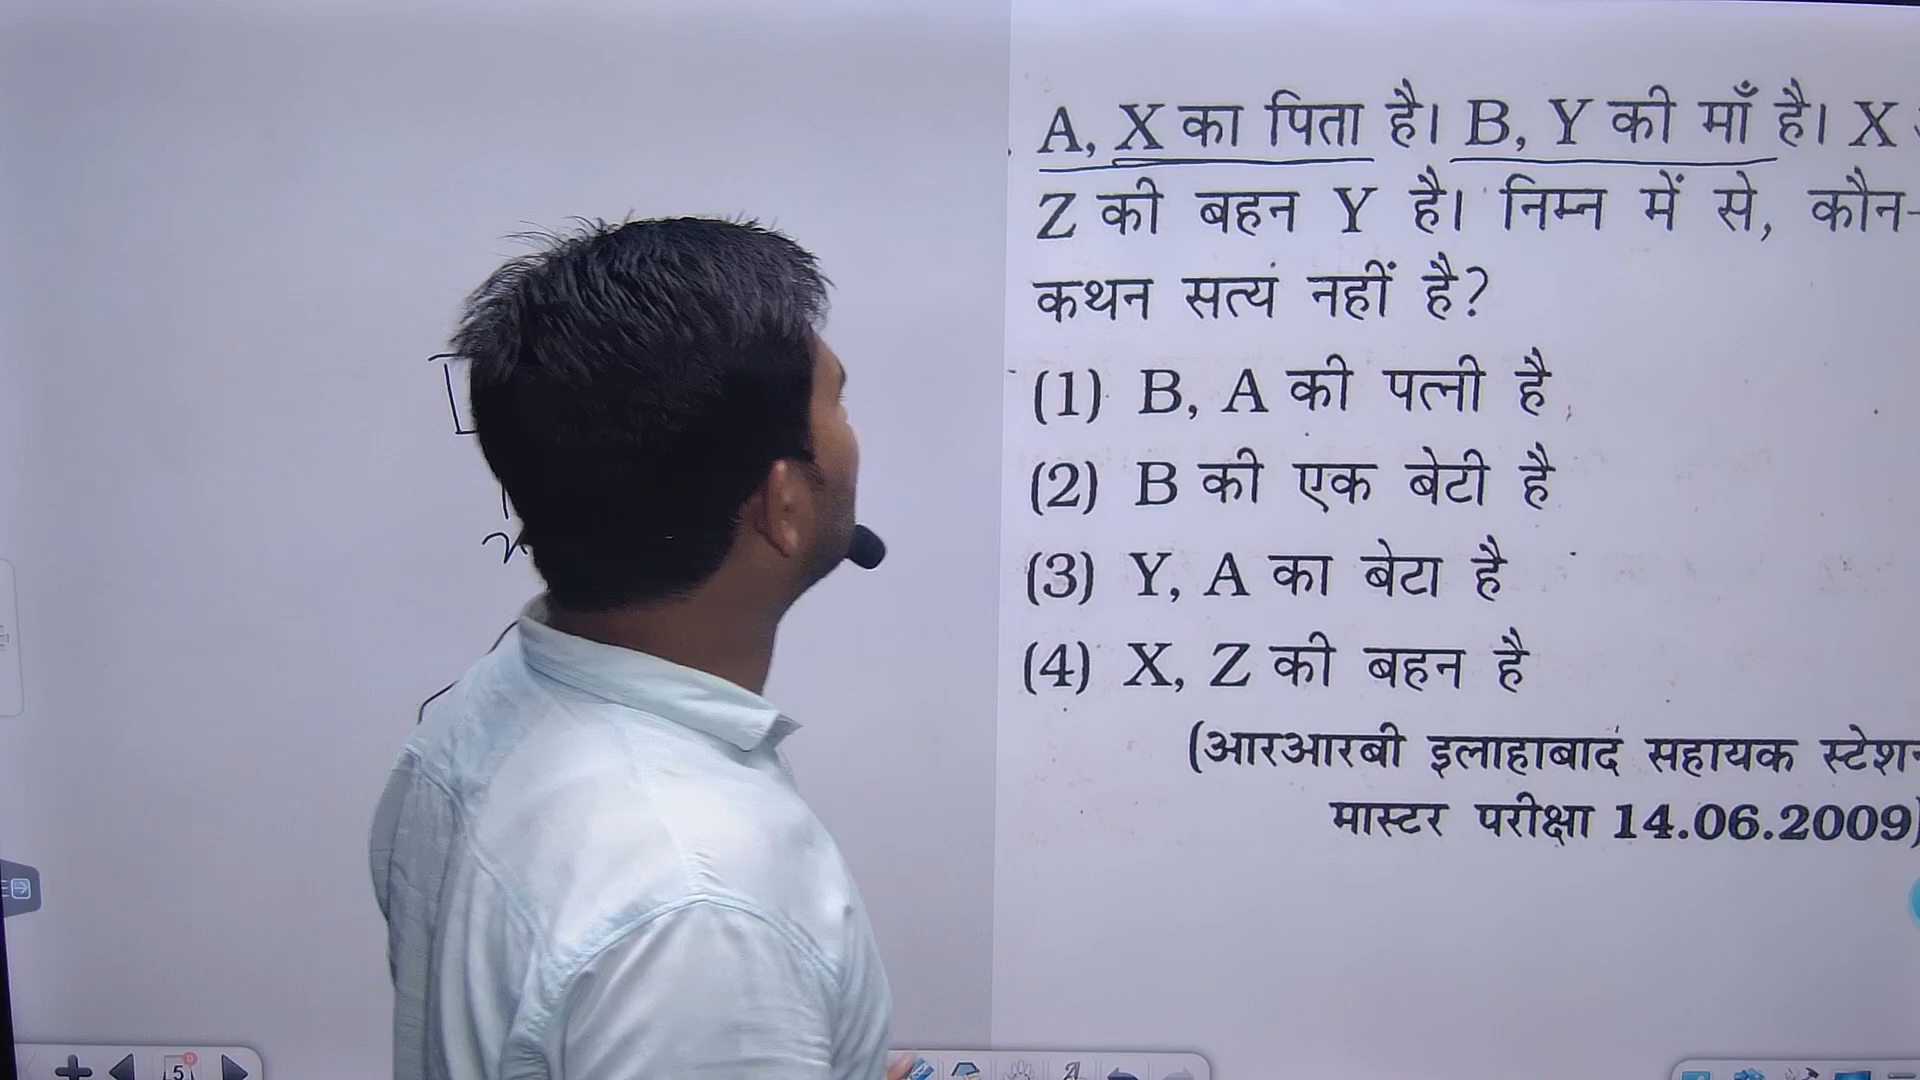 A, X का पिता है। B, Y की माँ है। X
Z की बहन Y है। निम्न में से, कौन-
कथन सत्य नहीं है?
(1) B, A की पत्नी है
(2) B की एक बेटी है
(3) Y, A का बेटा है
(4) X, Z की बहन है
(आरआरबी इलाहाबाद सहायक स्टेशन
मास्टर परीक्षा 14.06.2009)
5